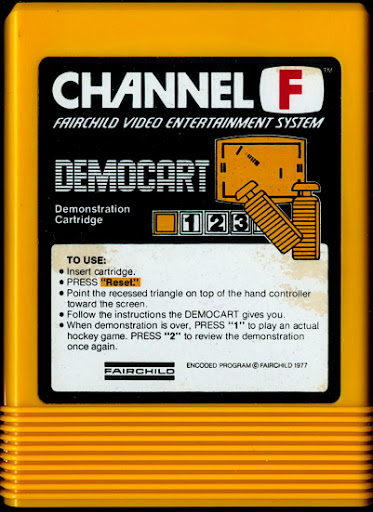 CHANNEL F ™
FAIRCHILD VIDEO ENTERTAINMENT SYSTEM
DEMOCART
Demonstration
Cartridge
1 2 3
TO USE:
• Insert cartridge.
• PRESS "Reset."
• Point the recessed triangle on top of the hand controller
toward the screen.
• Follow the instructions the DEMOCART gives you.
• When demonstration is over, PRESS "1" to play an actual
hockey game. PRESS "2" to review the demonstration
once again.
FAIRCHILD
ENCODED PROGRAM © FAIRCHILD 1977